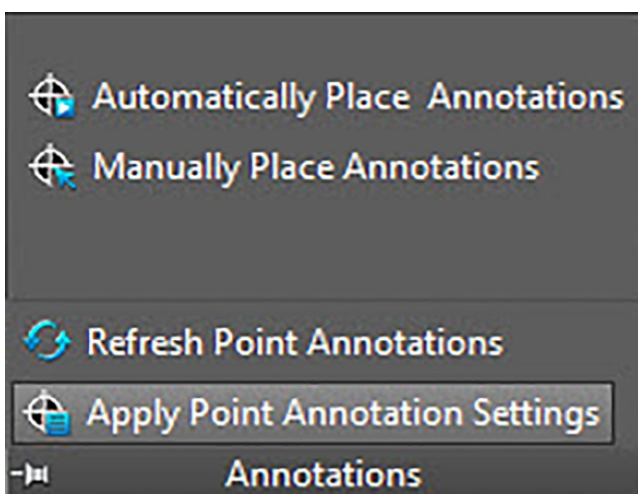 Automatically Place Annotations
Manually Place Annotations
Refresh Point Annotations
Apply Point Annotation Settings
Annotations